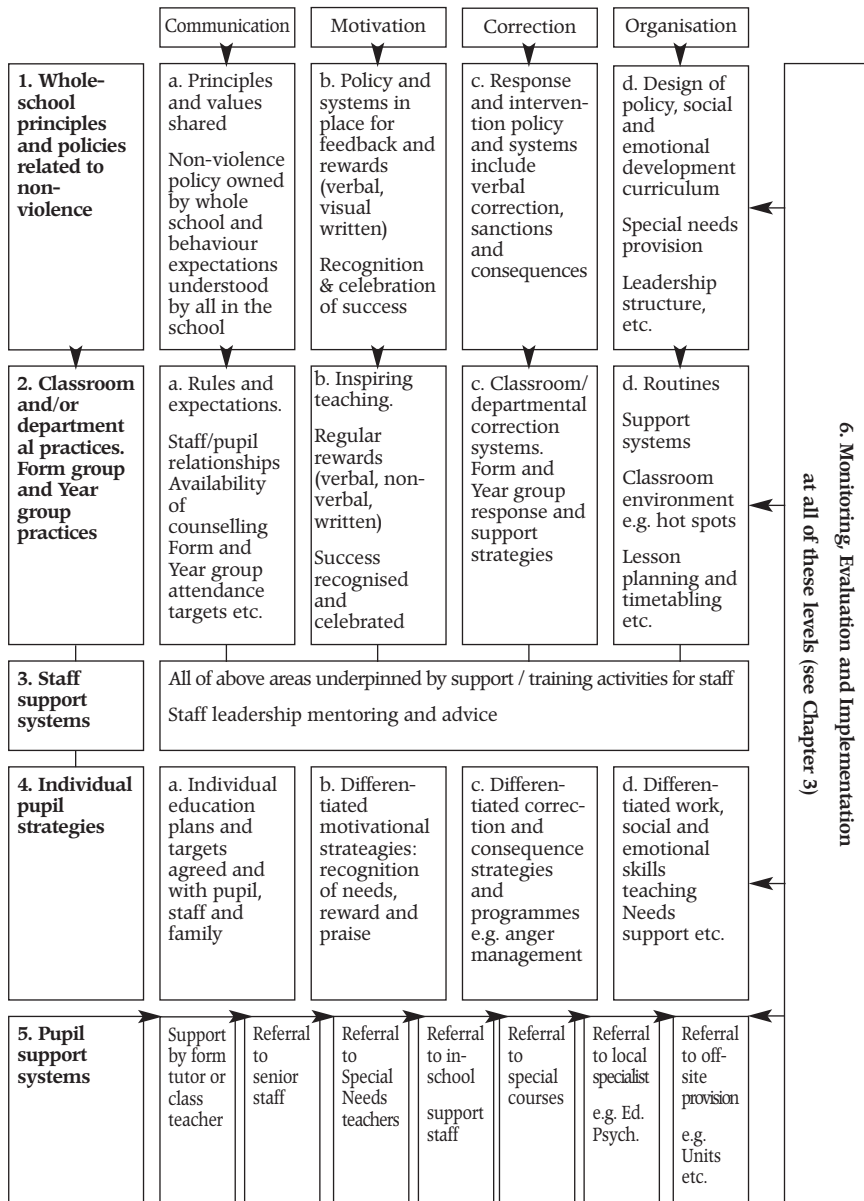 Communication
Motivation
Correction
Organisation
1. Whole-
school
principles
and policies
related to
non-
violence
a. Principles
and values
shared
Non-violence
policy owned
by whole
school and
behaviour
expectations
understood
by all in the
school
b. Policy and
systems in
place for
feedback and
rewards
(verbal,
visual
written)
Recognition
& celebration
of success
c. Response
and interven-
tion policy
and systems
include
verbal
correction,
sanctions
and
consequences
d. Design of
policy, social
and
emotional
development
curriculum
Special needs
provision
Leadership
structure,
etc.
2. Classroom
and/or
department
al practices.
Form group
and Year
group
practices
a. Rules and
expectations.
Staff/pupil
relationships
Availability
of
counselling
Form and
Year group
attendance
targets etc.
b. Inspiring
teaching.
Regular
rewards
(verbal, non-
verbal,
written)
Success
recognised
and
celebrated
c. Classroom/
departmental
correction
systems.
Form and
Year group
response and
support
strategies
d. Routines
Support
systems
Classroom
environment
e.g. hot spots
Lesson
planning and
timetabling
etc.
3. Staff
support
systems
All of above areas underpinned by support / training activities for staff
Staff leadership mentoring and advice
4. Individual
pupil
strategies
a. Individual
education
plans and
targets
agreed and
with pupil,
staff and
family
b. Differen-
tiated
motivational
strateagies:
recognition
of needs,
reward and
praise
c. Differen-
tiated correc-
tion and
consequence
strategies
and
programmes
e.g. anger
management
d. Differen-
tiated work,
social and
emotional
skills
teaching
Needs
support etc.
5. Pupil
support
systems
Support
by form
tutor or
class
teacher
Referral
to
senior
staff
Referral
to
Special
Needs
teachers
Referral
to in-
school
support
staff
Referral
to
special
courses
Referral
to local
specialist
e.g. Ed.
Psych.
Referral
to off-
site
provision
e.g.
Units
etc.
6. Monitoring, Evaluation and Implementation
at all of these levels (see Chapter 3)